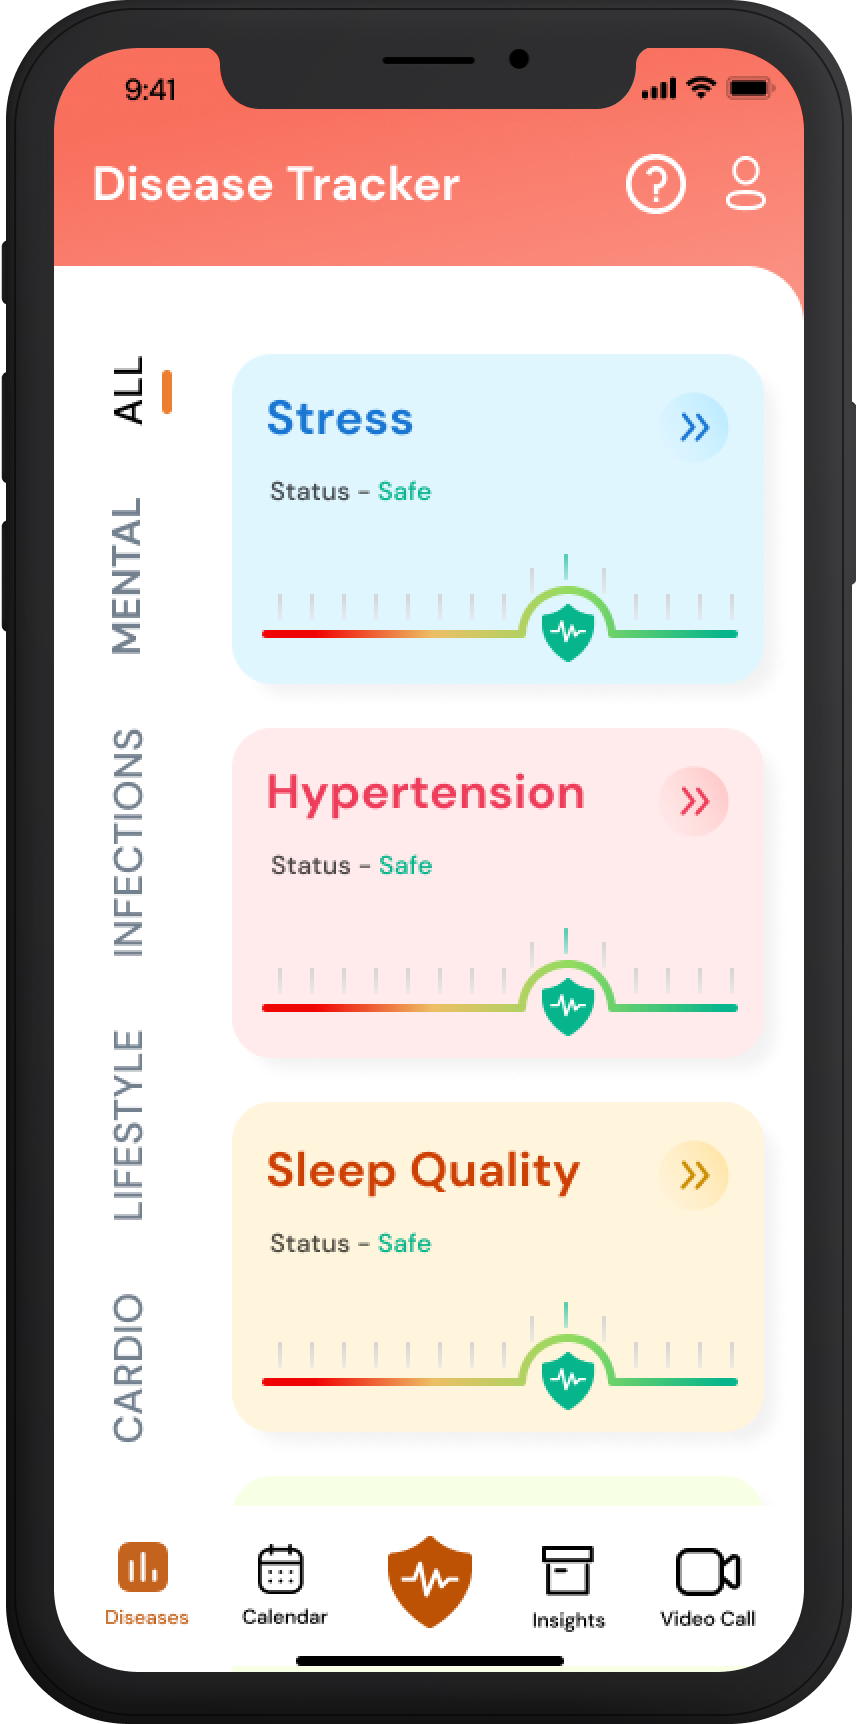 9:41
Disease Tracker
ALL
MENTAL
INFECTIONS
LIFESTYLE
CARDIO
Stress
Status - Safe
Hypertension
Status - Safe
Sleep Quality
Status - Safe
Diseases
Calendar
Insights
Video Call